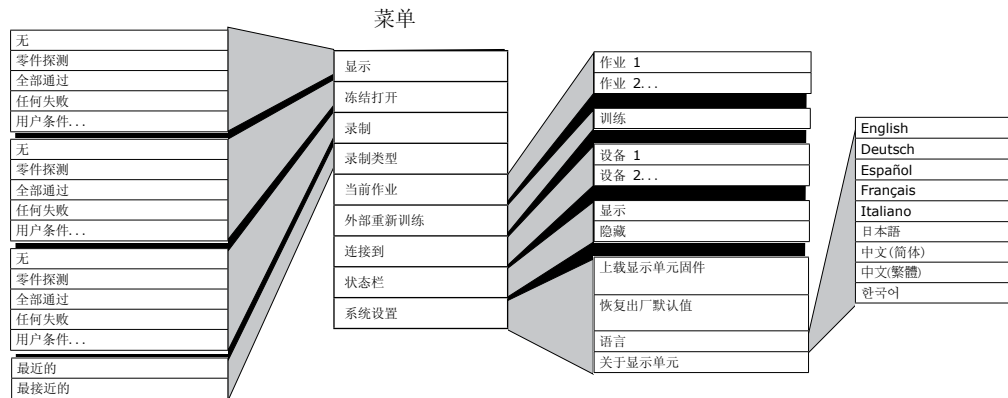 菜单
无
零件探测
全部通过
任何失败
用户条件...
无
零件探测
全部通过
任何失败
用户条件...
无
零件探测
全部通过
任何失败
用户条件...
最近的
最接近的
显示
冻结打开
录制
录制类型
当前作业
外部重新训练
连接到
状态栏
系统设置
作业 1
作业 2...
训练
设备 1
设备 2...
显示
隐藏
上载显示单元固件
恢复出厂默认值
语言
关于显示单元
English
Deutsch
Español
Français
Italiano
日本語
中文(简体)
中文(繁體)
한국어